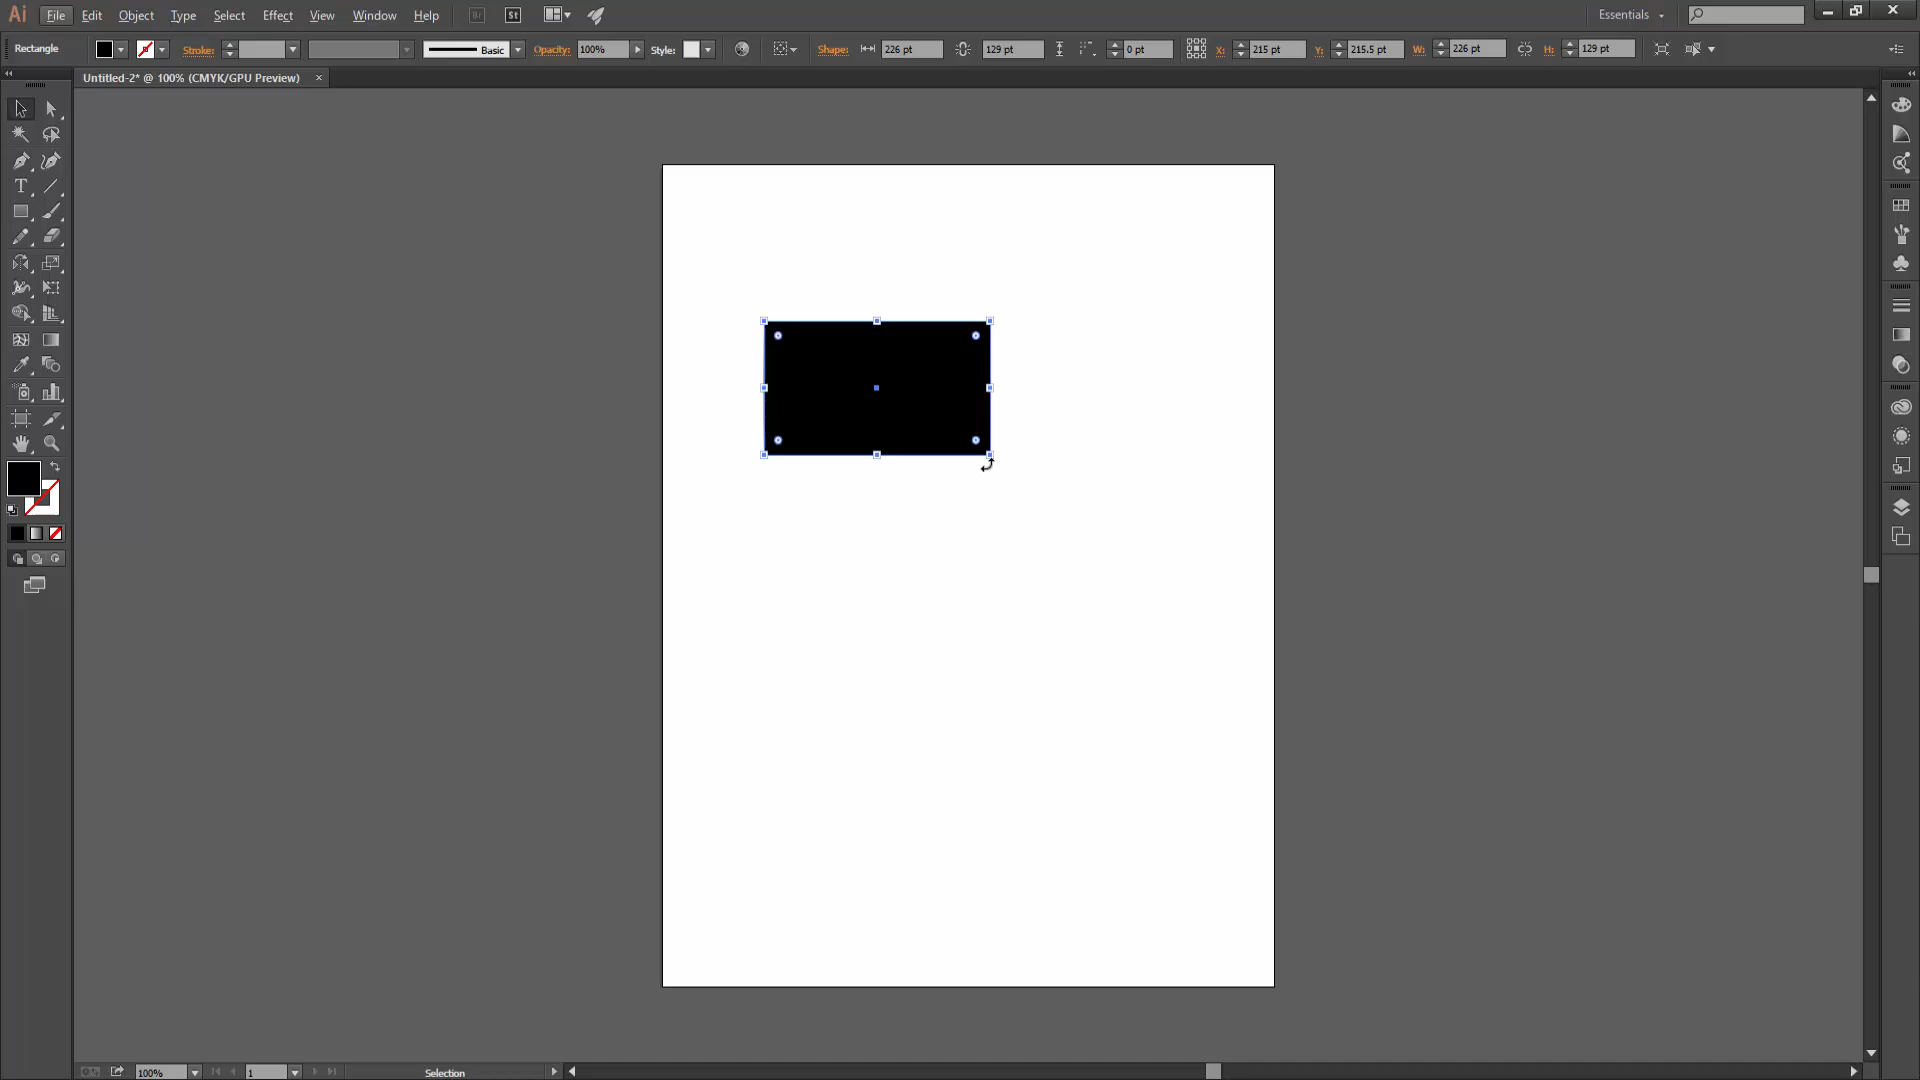 Ai File Edit Object Type Select Effect View Window Help Br St Essentials
Rectangle Stroke: Basic Opacity: 100% Style: Shape: 226 pt 129 pt 0 pt X: 215 pt Y: 215.5 pt W: 226 pt H: 129 pt
Untitled-2* @ 100% (CMYK/GPU Preview) ×
T
100% 1 Selection